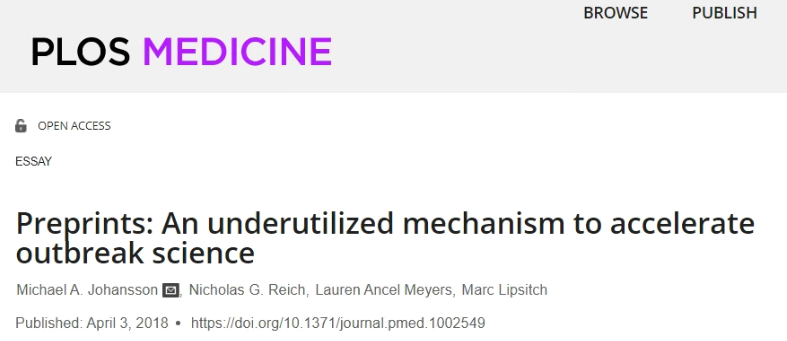 BROWSE PUBLISH
PLOS MEDICINE
OPEN ACCESS
ESSAY
Preprints: An underutilized mechanism to accelerate
outbreak science
Michael A. Johansson, Nicholas G. Reich, Lauren Ancel Meyers, Marc Lipsitch
Published: April 3, 2018 • https://doi.org/10.1371/journal.pmed.1002549